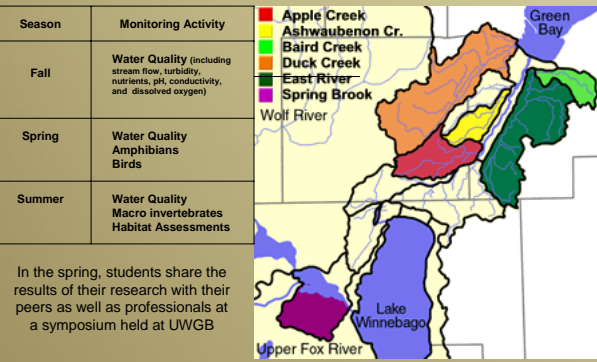 Season Monitoring Activity
Fall
Water Quality (including
stream flow, turbidity,
nutrients, pH, conductivity,
and dissolved oxygen)
Spring
Water Quality
Amphibians
Birds
Summer
Water Quality
Macro invertebrates
Habitat Assessments
In the spring, students share the
results of their research with their
peers as well as professionals at
a symposium held at UWGB
Apple Creek
Ashwaubenon Cr.
Baird Creek
Duck Creek
East River
Spring Brook
Wolf River
Green
Bay
Lake
Winnebago
Upper Fox River